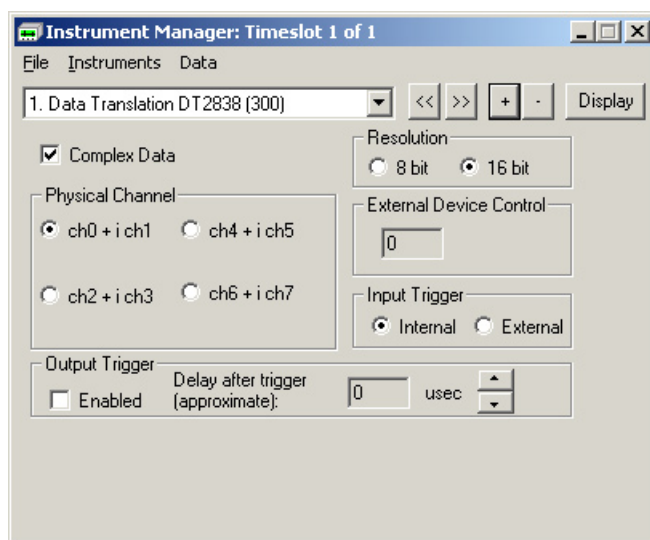 Instrument Manager: Timeslot 1 of 1
File Instruments Data
1. Data Translation DT2838 (300) << >> + - Display
Complex Data
Resolution
8 bit 16 bit
Physical Channel
ch0 + i ch1 ch4 + i ch5
ch2 + i ch3 ch6 + i ch7
External Device Control
0
Input Trigger
Internal External
Output Trigger
Enabled
Delay after trigger
(approximate):
0 usec